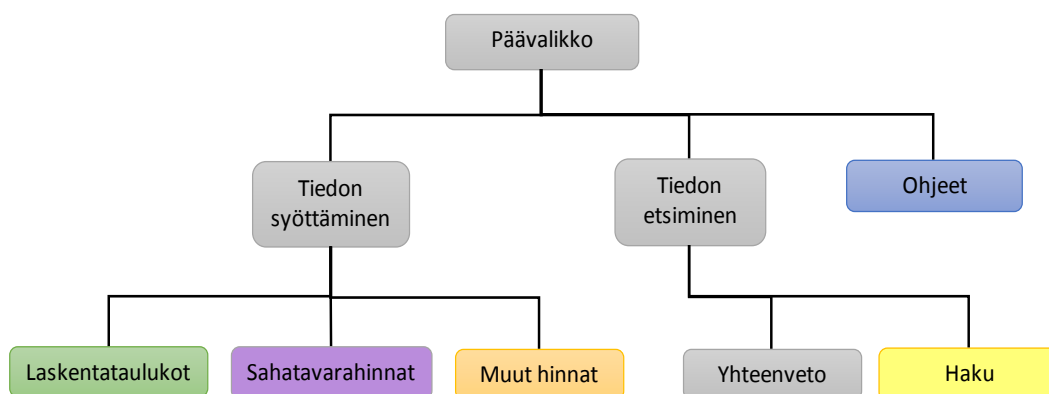 Päävalikko
Tiedon
syöttäminen
Tiedon
etsiminen
Ohjeet
Laskentataulukot
Sahatavarahinnat
Muut hinnat
Yhteenveto
Haku